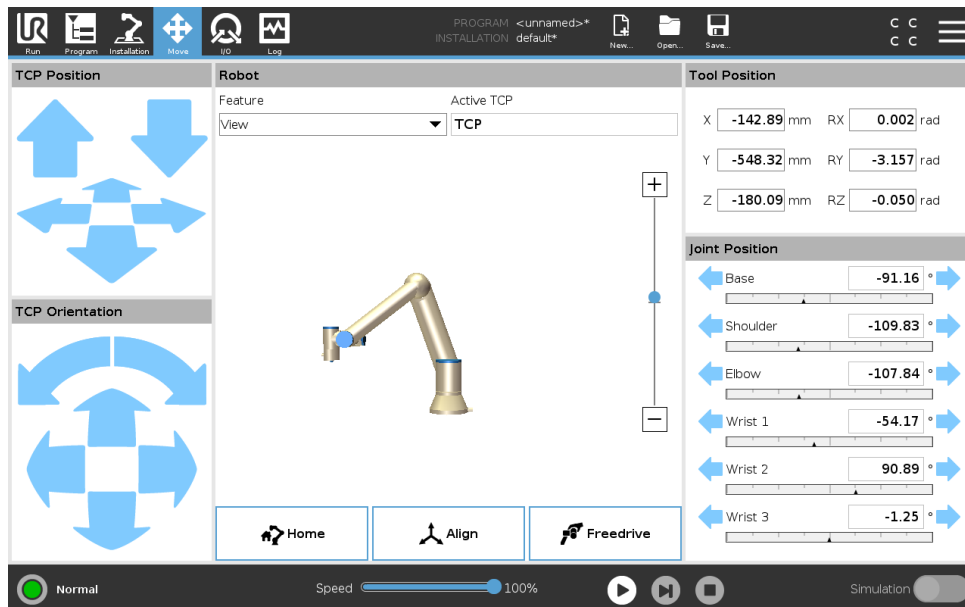 PROGRAM <unnamed>*
INSTALLATION default*
Run
Program
Installation
Move
I/O
Log
New...
Open...
Save...
C C
C C
TCP Position
TCP Orientation
Robot
Feature
Active TCP
View
TCP
+
−
Home
Align
Freedrive
Tool Position
X -142.89 mm RX 0.002 rad
Y -548.32 mm RY -3.157 rad
Z -180.09 mm RZ -0.050 rad
Joint Position
Base -91.16 °
Shoulder -109.83 °
Elbow -107.84 °
Wrist 1 -54.17 °
Wrist 2 90.89 °
Wrist 3 -1.25 °
Normal
Speed 100%
Simulation